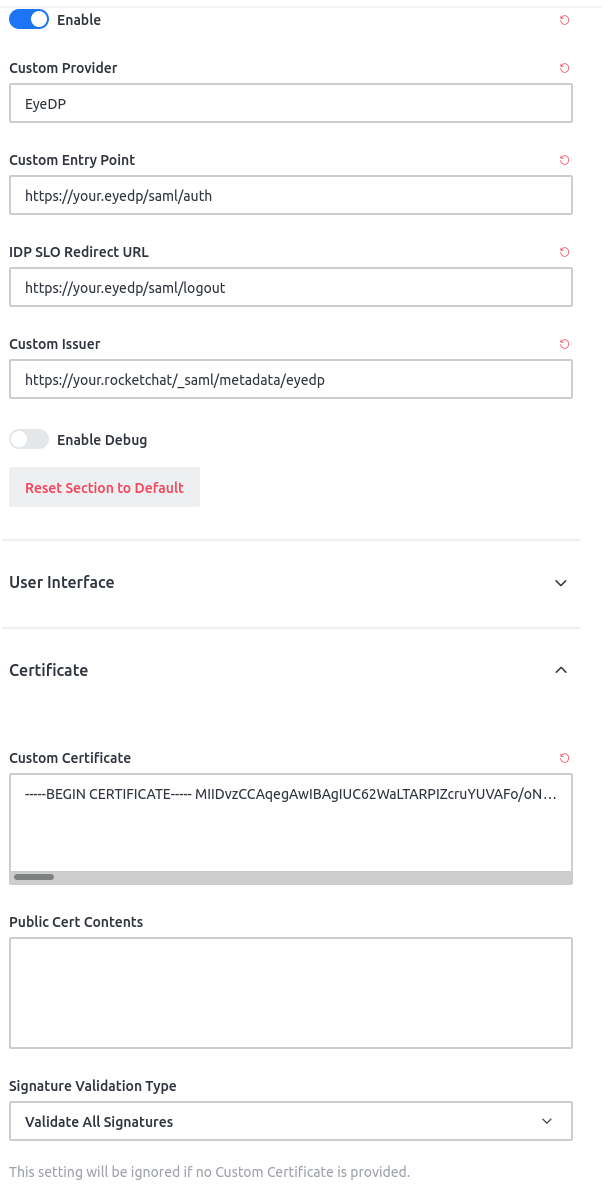 Enable
Custom Provider
EyeDP
Custom Entry Point
https://your.eyedp/saml/auth
IDP SLO Redirect URL
https://your.eyedp/saml/logout
Custom Issuer
https://your.rocketchat/_saml/metadata/eyedp
Enable Debug
Reset Section to Default
User Interface
Certificate
Custom Certificate
-----BEGIN CERTIFICATE----- MIIDvzCCAqegAwIBAgIUC62WaLTARPIZcruYUVAFo/oN...
Public Cert Contents
Signature Validation Type
Validate All Signatures
This setting will be ignored if no Custom Certificate is provided.